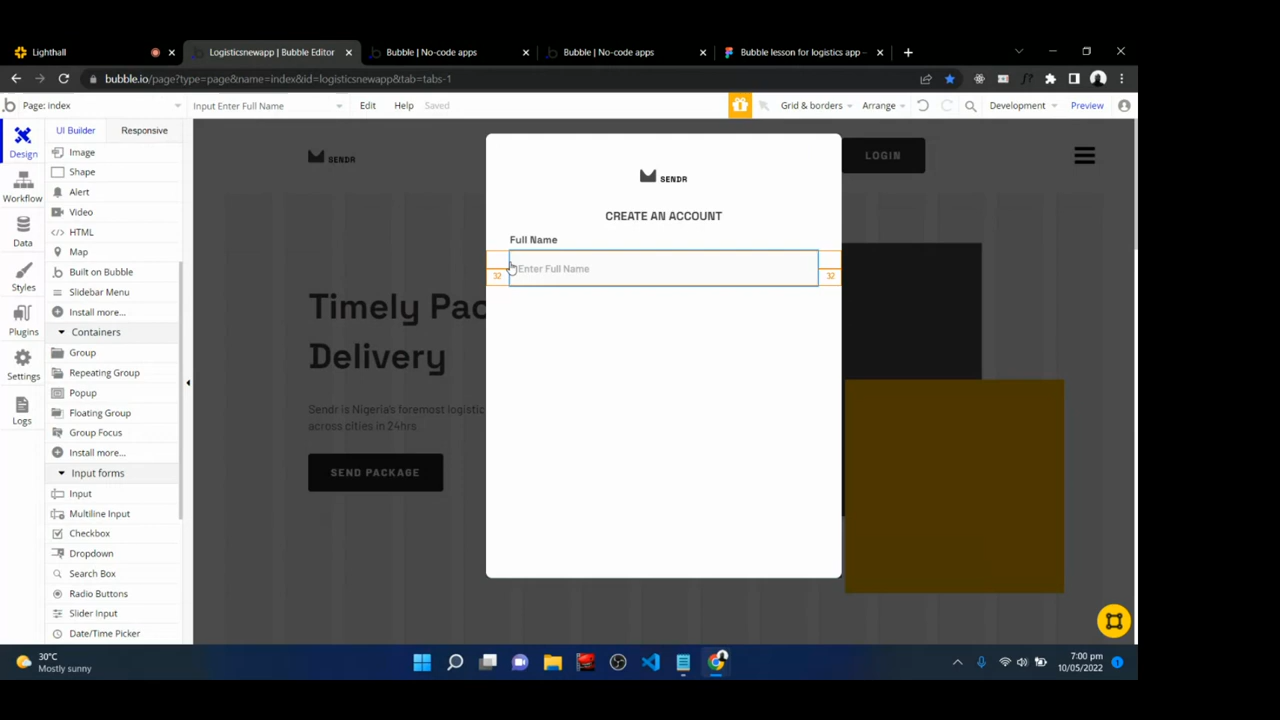 Lighthall
Logisticsnewapp | Bubble Editor
Bubble | No-code apps
Bubble | No-code apps
Bubble lesson for logistics app –
bubble.io/page?type=page&name=index&id=logisticsnewapp&tab=tabs-1
Page: index
Input Enter Full Name
Edit
Help
Saved
Grid & borders
Arrange
Development
Preview
Design
Workflow
Data
Styles
Plugins
Settings
Logs
UI Builder
Responsive
Image
Shape
Alert
Video
HTML
Map
Built on Bubble
Slidebar Menu
Install more...
Containers
Group
Repeating Group
Popup
Floating Group
Group Focus
Install more...
Input forms
Input
Multiline Input
Checkbox
Dropdown
Search Box
Radio Buttons
Slider Input
Date/Time Picker
SENDR
LOGIN
Timely Pac
Delivery
Sendr is Nigeria's foremost logistic
across cities in 24hrs
SEND PACKAGE
SENDR
CREATE AN ACCOUNT
Full Name
Enter Full Name
32
32
30°C
Mostly sunny
7:00 pm
10/05/2022
1